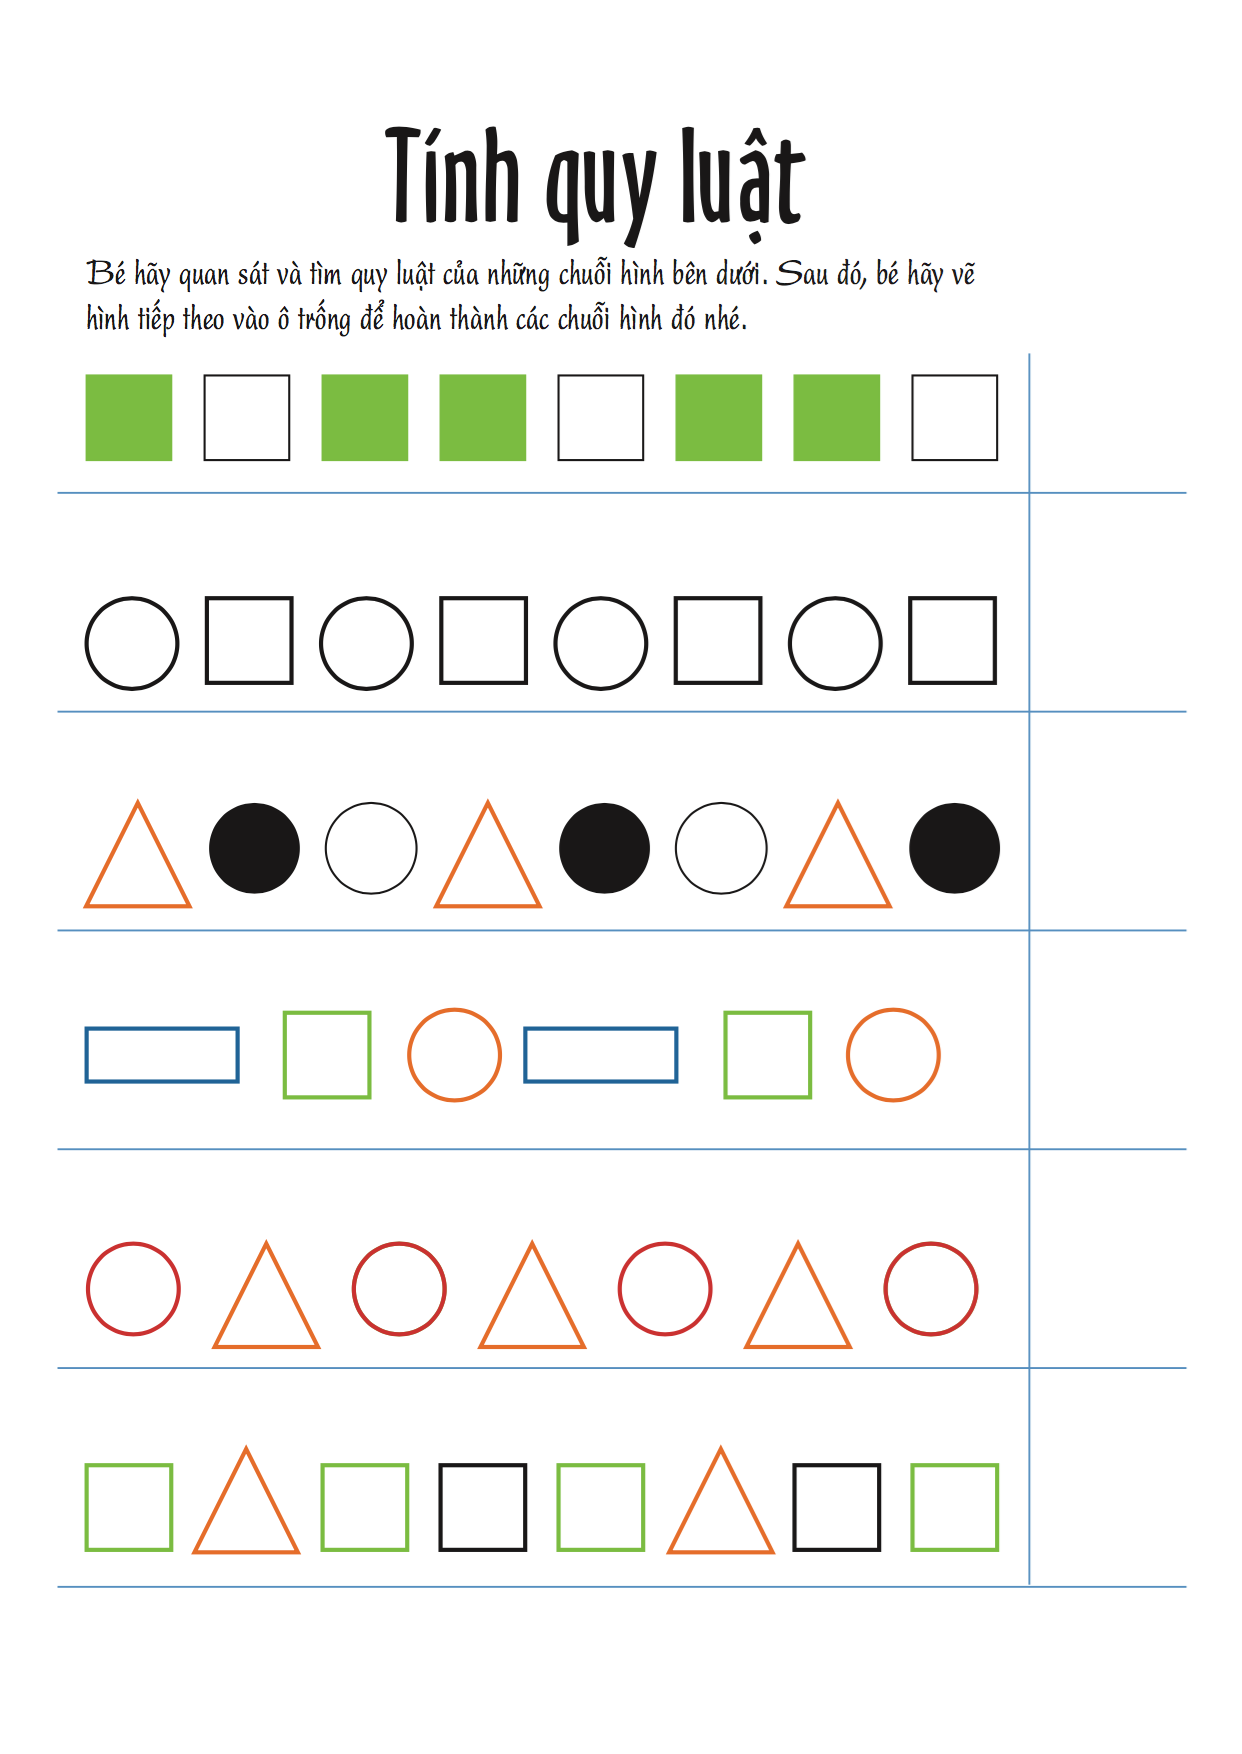 Tính quy luật
Bé hãy quan sát và tìm quy luật của những chuỗi hình bên dưới. Sau đó, bé hãy vẽ
hình tiếp theo vào ô trống để hoàn thành các chuỗi hình đó nhé.